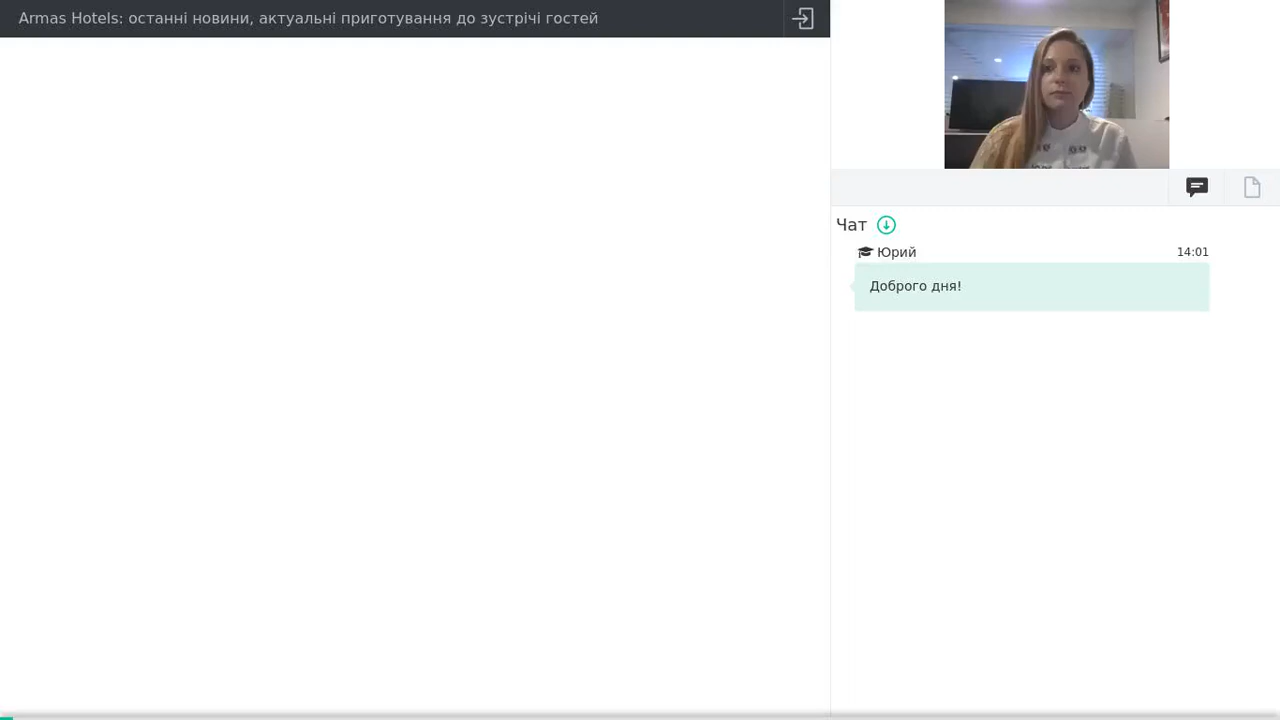 Armas Hotels: останні новини, актуальні приготування до зустрічі гостей
Чат
Юрий 14:01
Доброго дня!